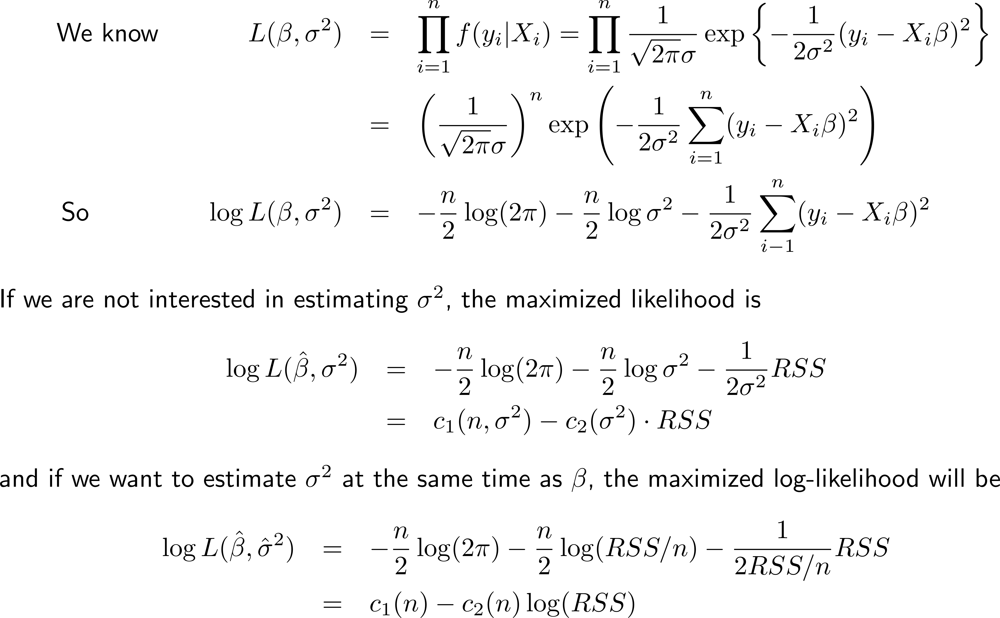 We know $L(\beta, \sigma^2) = \prod_{i=1}^{n} f(y_i|X_i) = \prod_{i=1}^{n} \frac{1}{\sqrt{2\pi}\sigma} \exp\left\{-\frac{1}{2\sigma^2}(y_i - X_i\beta)^2\right\}$
$= \left(\frac{1}{\sqrt{2\pi}\sigma}\right)^n \exp\left(-\frac{1}{2\sigma^2} \sum_{i=1}^{n} (y_i - X_i\beta)^2\right)$
So $\log L(\beta, \sigma^2) = -\frac{n}{2} \log(2\pi) - \frac{n}{2} \log \sigma^2 - \frac{1}{2\sigma^2} \sum_{i-1}^{n} (y_i - X_i\beta)^2$
If we are not interested in estimating $\sigma^2$, the maximized likelihood is
$\log L(\hat{\beta}, \sigma^2) = -\frac{n}{2} \log(2\pi) - \frac{n}{2} \log \sigma^2 - \frac{1}{2\sigma^2} RSS$
$= c_1(n, \sigma^2) - c_2(\sigma^2) \cdot RSS$
and if we want to estimate $\sigma^2$ at the same time as $\beta$, the maximized log-likelihood will be
$\log L(\hat{\beta}, \hat{\sigma}^2) = -\frac{n}{2} \log(2\pi) - \frac{n}{2} \log(RSS/n) - \frac{1}{2RSS/n} RSS$
$= c_1(n) - c_2(n) \log(RSS)$